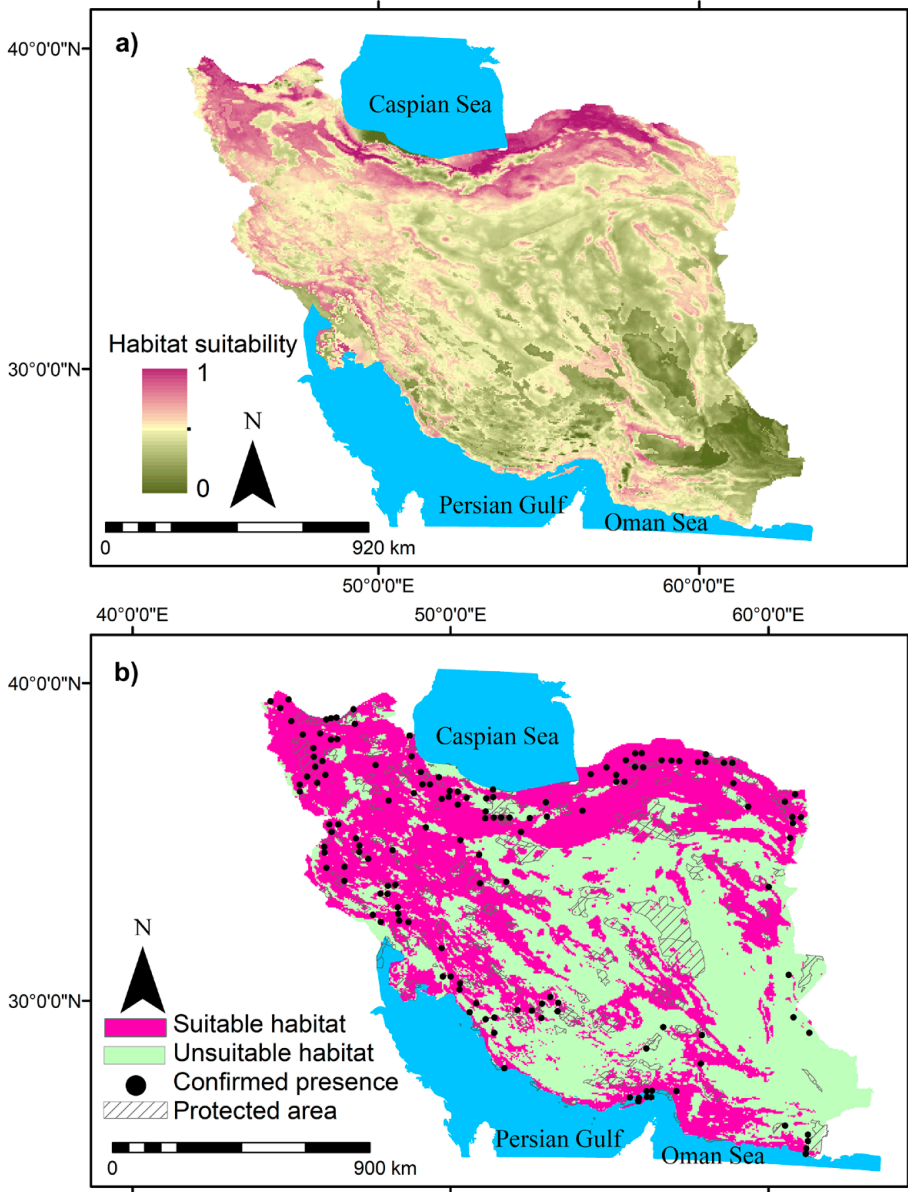 a)
40°0'0"N
Caspian Sea
Habitat suitability
1
0
30°0'0"N
N
Persian Gulf
Oman Sea
0
920 km
50°0'0"E
60°0'0"E
40°0'0"E
50°0'0"E
60°0'0"E
b)
40°0'0"N
Caspian Sea
30°0'0"N
N
Suitable habitat
Unsuitable habitat
Confirmed presence
Protected area
Persian Gulf
Oman Sea
0
900 km